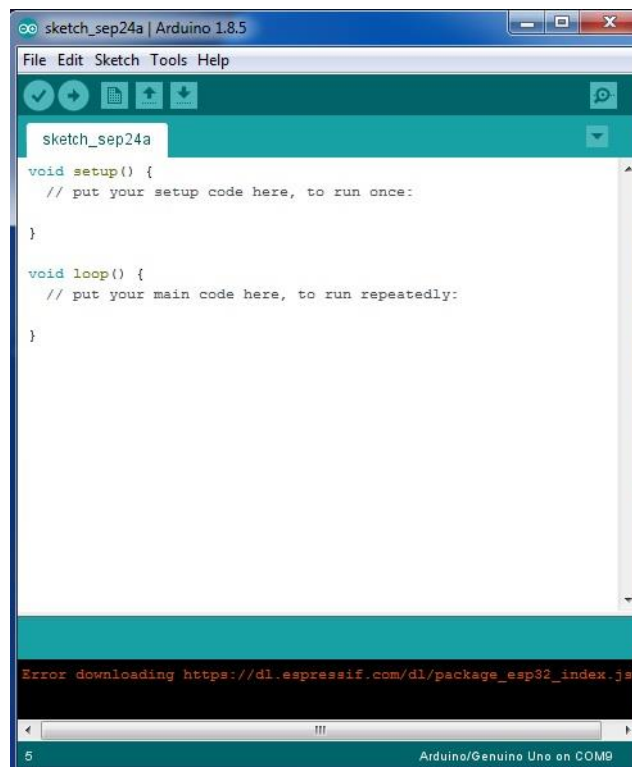 sketch_sep24a | Arduino 1.8.5
File Edit Sketch Tools Help
sketch_sep24a
void setup() {
  // put your setup code here, to run once:
}
void loop() {
  // put your main code here, to run repeatedly:
}
Error downloading https://dl.espressif.com/dl/package_esp32_index.js
5 Arduino/Genuino Uno on COM9